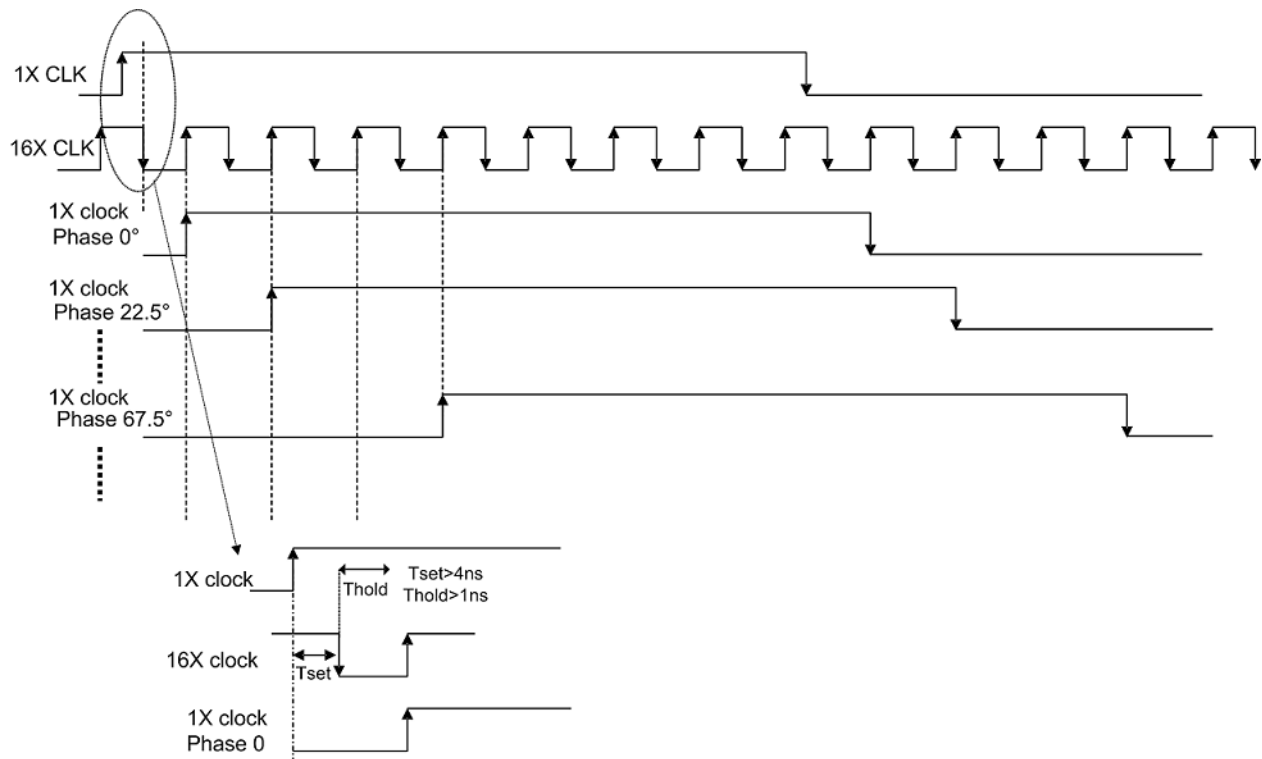 1X CLK
16X CLK
1X clock
Phase 0°
1X clock
Phase 22.5°
1X clock
Phase 67.5°
1X clock
Thold
Tset>4ns
Thold>1ns
16X clock
Tset
1X clock
Phase 0